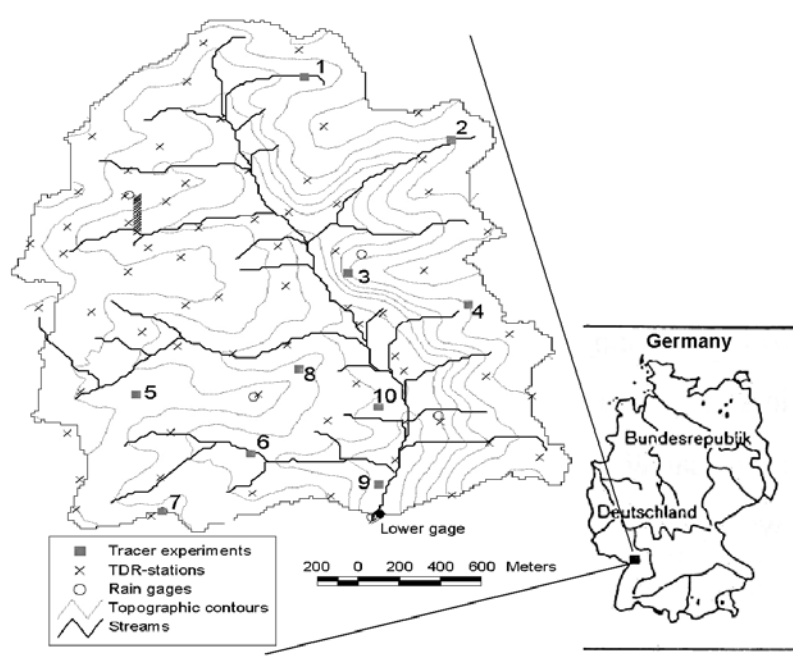 1
2
3
4
5
6
7
8
9
10
Lower gage
Tracer experiments
TDR-stations
Rain gages
Topographic contours
Streams
200 0 200 400 600 Meters
Germany
Bundesrepublik
Deutschland